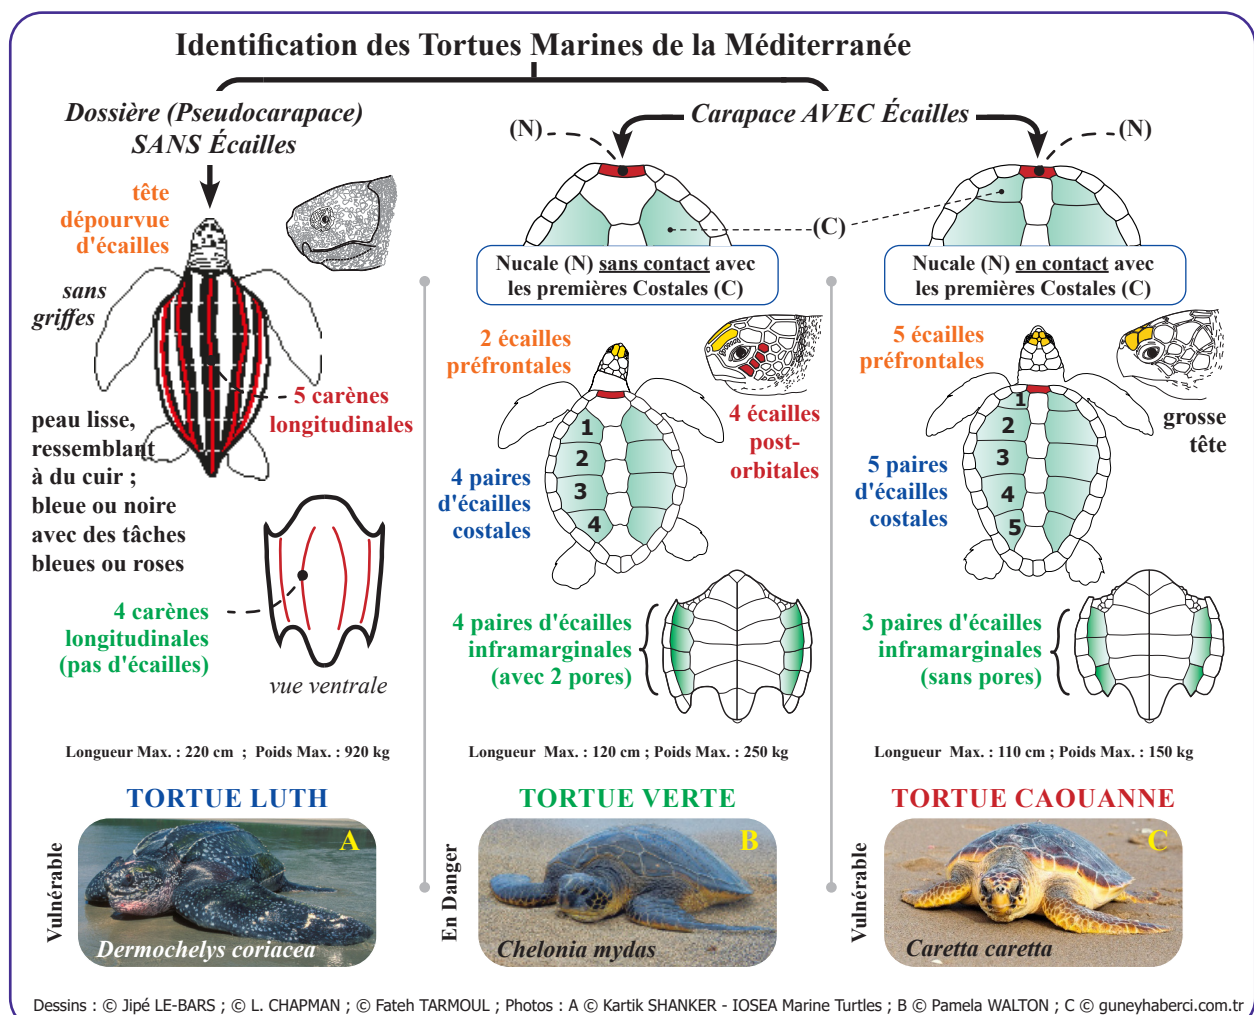 Identification des Tortues Marines de la Méditerranée
Dossière (Pseudocarapace)
SANS Écailles
Carapace AVEC Écailles
(N)
(N)
(C)
tête
dépourvue
d'écailles
sans
griffes
5 carènes
longitudinales
peau lisse,
ressemblant
à du cuir ;
bleue ou noire
avec des tâches
bleues ou roses
4 carènes
longitudinales
(pas d'écailles)
vue ventrale
Longueur Max. : 220 cm ; Poids Max. : 920 kg
TORTUE LUTH
Vulnérable
A
Dermochelys coriacea
Nucale (N) sans contact avec
les premières Costales (C)
2 écailles
préfrontales
4 écailles
post-
orbitales
1
2
3
4
4 paires
d'écailles
costales
4 paires d'écailles
inframarginales
(avec 2 pores)
Longueur Max. : 120 cm ; Poids Max. : 250 kg
TORTUE VERTE
En Danger
B
Chelonia mydas
Nucale (N) en contact avec
les premières Costales (C)
5 écailles
préfrontales
grosse
tête
1
2
3
4
5
5 paires
d'écailles
costales
3 paires d'écailles
inframarginales
(sans pores)
Longueur Max. : 110 cm ; Poids Max. : 150 kg
TORTUE CAOUANNE
Vulnérable
C
Caretta caretta
Dessins : © Jipé LE-BARS ; © L. CHAPMAN ; © Fateh TARMOUL ; Photos : A © Kartik SHANKER - IOSEA Marine Turtles ; B © Pamela WALTON ; C © guneyhaberci.com.tr